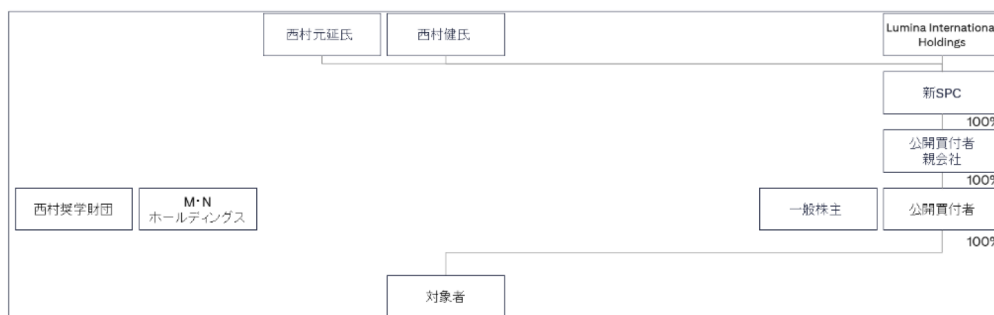 西村元延氏
西村健氏
Lumina International
Holdings
新SPC
100%
公開買付者
親会社
100%
西村奨学財団
M・N
ホールディングス
一般株主
公開買付者
100%
対象者